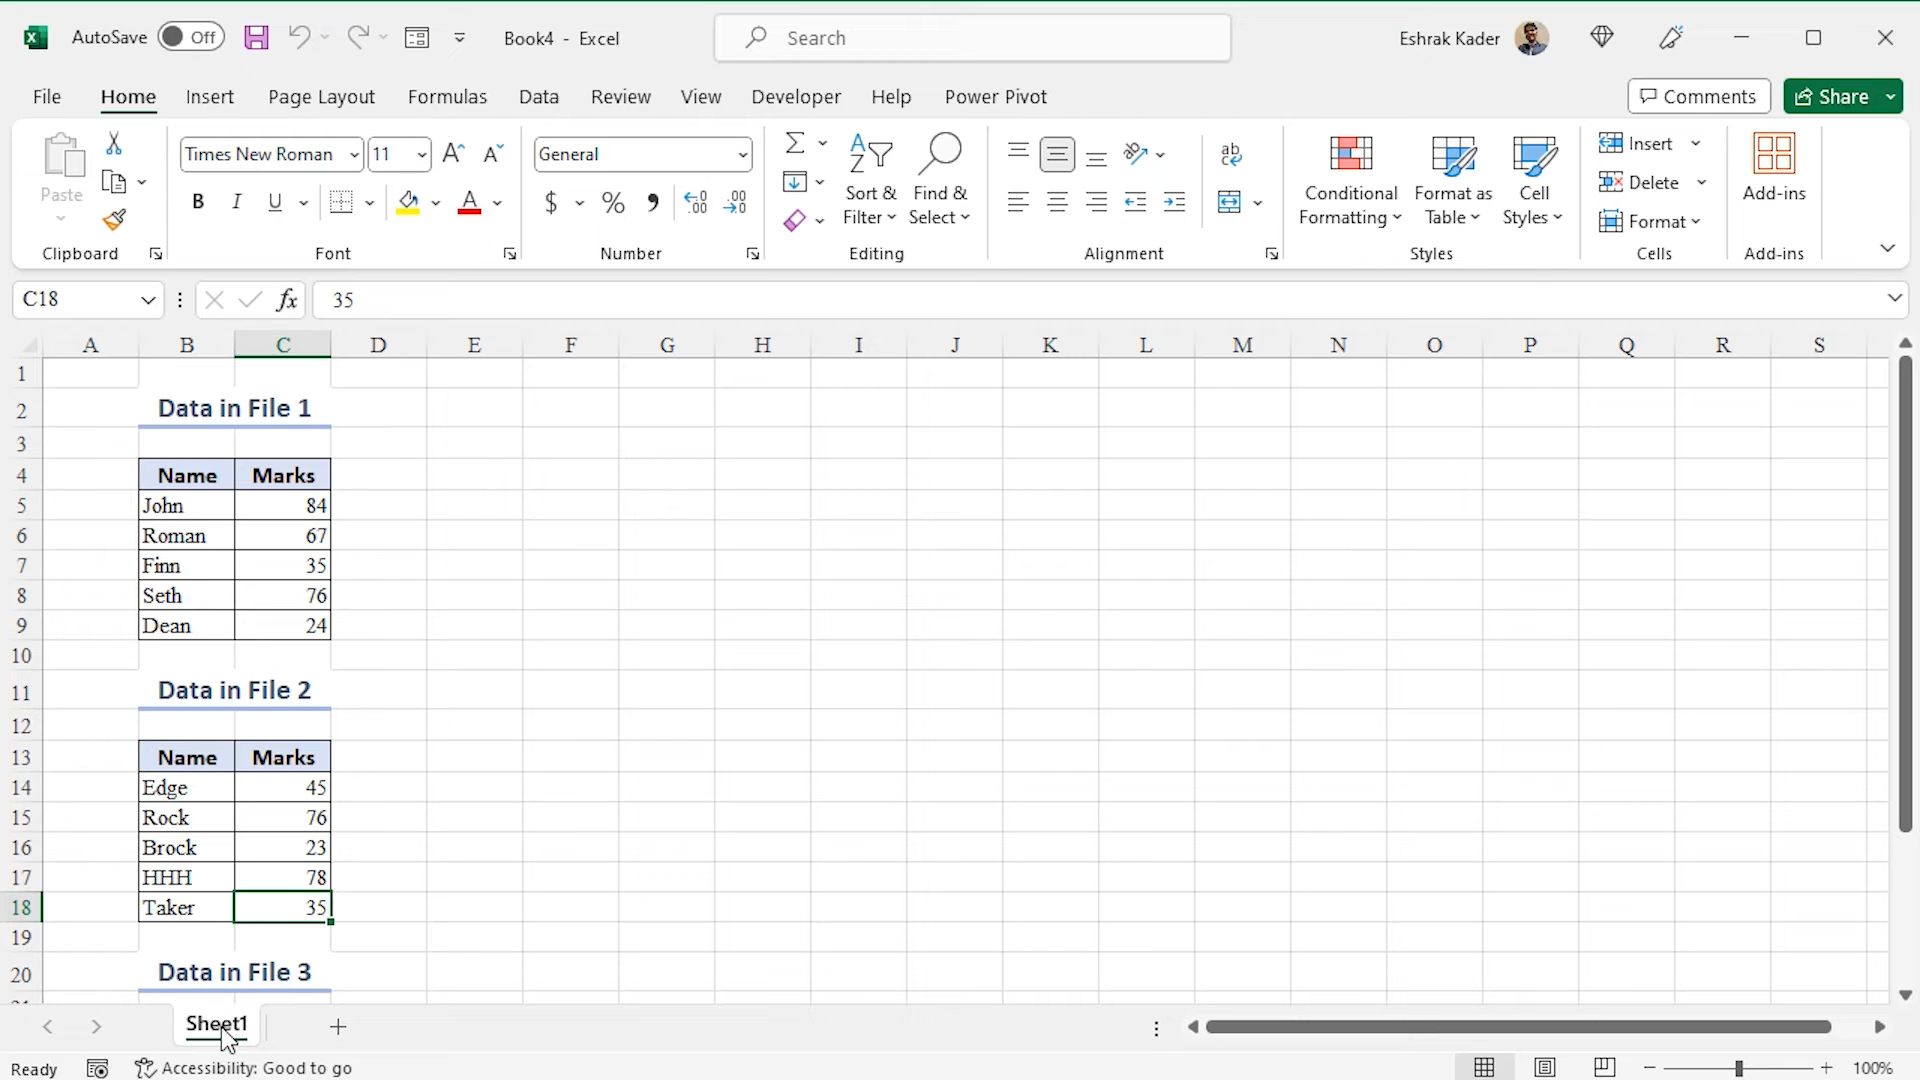 AutoSave Off Book4 - Excel Search Eshrak Kader
File Home Insert Page Layout Formulas Data Review View Developer Help Power Pivot Comments Share
Times New Roman 11 General
Paste B I U $ % Sort & Filter Find & Select ab Conditional Formatting Format as Table Cell Styles Insert Delete Format Add-ins
Clipboard Font Number Editing Alignment Styles Cells Add-ins
C18 fx 35
A B C D E F G H I J K L M N O P Q R S
1
2 Data in File 1
3
4 Name Marks
5 John 84
6 Roman 67
7 Finn 35
8 Seth 76
9 Dean 24
10
11 Data in File 2
12
13 Name Marks
14 Edge 45
15 Rock 76
16 Brock 23
17 HHH 78
18 Taker 35
19
20 Data in File 3
Sheet1
Ready Accessibility: Good to go 100%